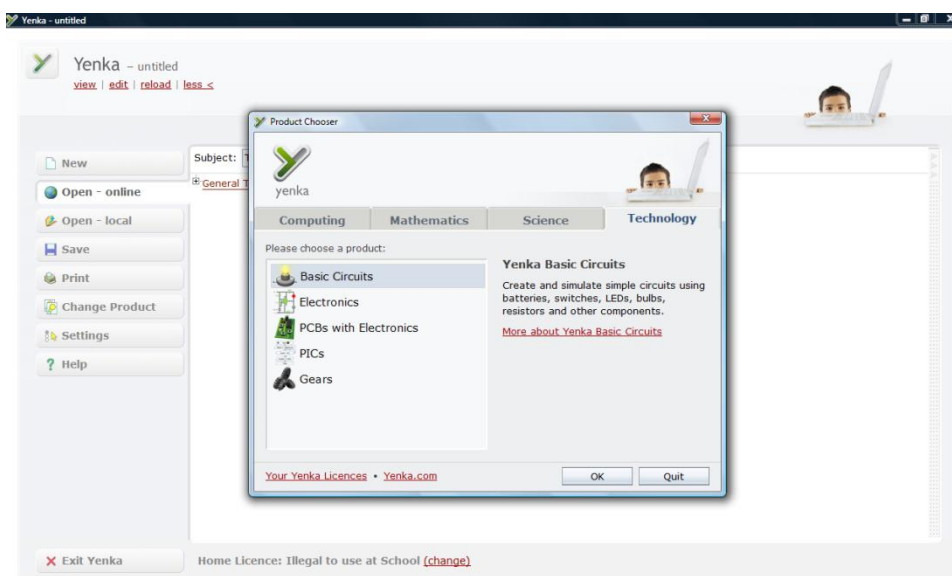 Yenka - untitled
Yenka – untitled
view | edit | reload | less <
New
Open - online
Open - local
Save
Print
Change Product
Settings
? Help
Exit Yenka
Subject:
General T
Product Chooser
yenka
Computing Mathematics Science Technology
Please choose a product:
Basic Circuits
Electronics
PCBs with Electronics
PICs
Gears
Yenka Basic Circuits
Create and simulate simple circuits using
batteries, switches, LEDs, bulbs,
resistors and other components.
More about Yenka Basic Circuits
Your Yenka Licences • Yenka.com
OK Quit
Home Licence: Illegal to use at School (change)